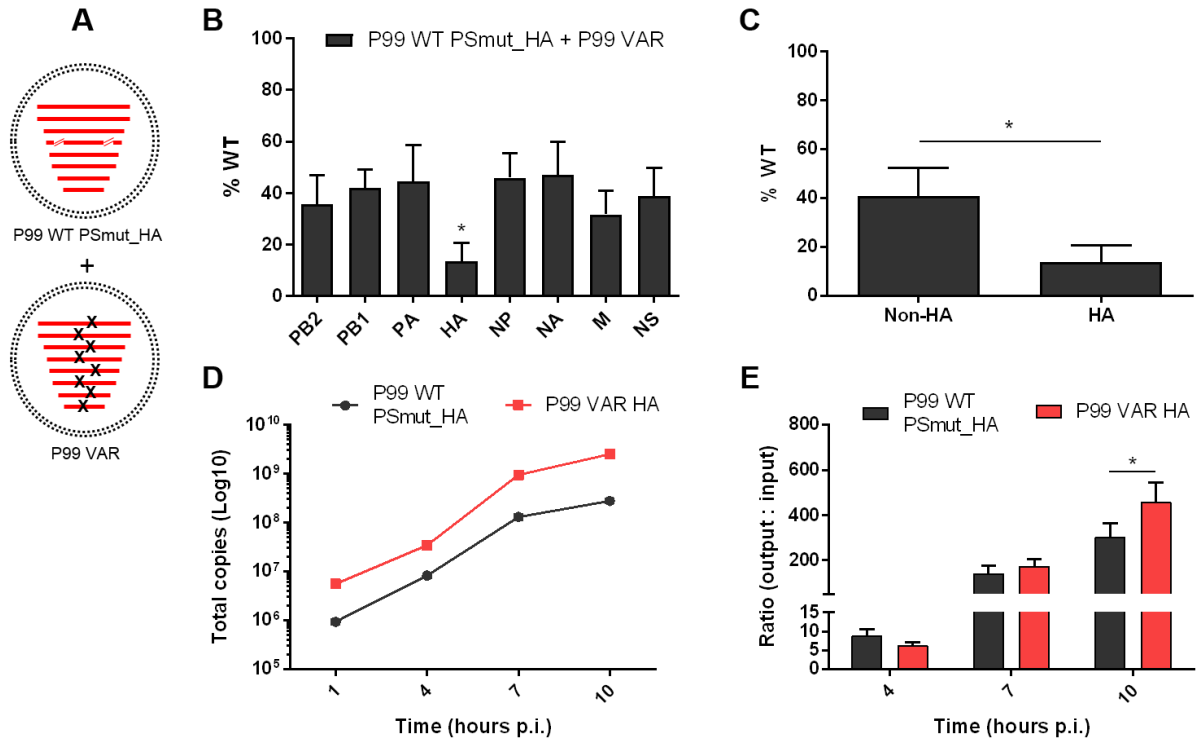 A
P99 WT PSmut_HA
+
X
X
X
X
X
X
X
X
P99 VAR
B
P99 WT PSmut_HA + P99 VAR
% WT
100
80
60
40
20
0
*
PB2 PB1 PA HA NP NA M NS
C
% WT
100
80
60
40
20
0
*
Non-HA HA
D
P99 WT
PSmut_HA
P99 VAR HA
Total copies (Log10)
10^10
10^9
10^8
10^7
10^6
10^5
1 4 7 10
Time (hours p.i.)
E
P99 WT
PSmut_HA
P99 VAR HA
Ratio (output : input)
800
600
400
200
15
10
5
0
*
4 7 10
Time (hours p.i.)